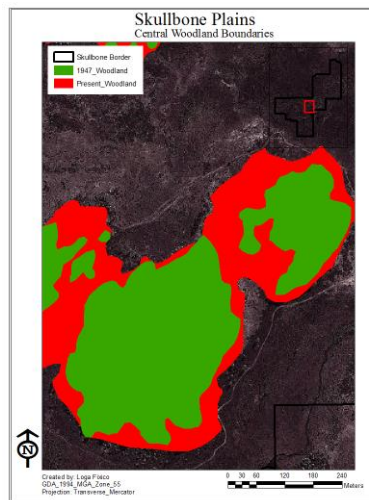 Skullbone Plains
Central Woodland Boundaries
Skullbone Border
1947_Woodland
Present_Woodland
N
Created by: Loga Fisico
GDA_1994_MGA_Zone_55
Projection: Transverse_Mercator
0 30 60 120 180 240
Meters